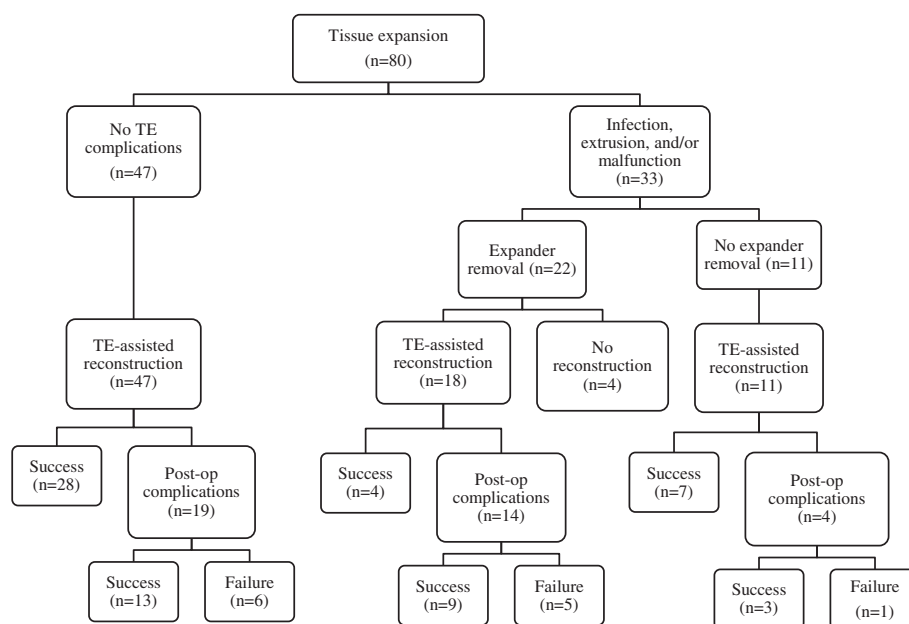 Tissue expansion
(n=80)
No TE
complications
(n=47)
Infection,
extrusion, and/or
malfunction
(n=33)
Expander
removal (n=22)
No expander
removal (n=11)
TE-assisted
reconstruction
(n=47)
TE-assisted
reconstruction
(n=18)
No
reconstruction
(n=4)
TE-assisted
reconstruction
(n=11)
Success
(n=28)
Post-op
complications
(n=19)
Success
(n=4)
Post-op
complications
(n=14)
Success
(n=7)
Post-op
complications
(n=4)
Success
(n=13)
Failure
(n=6)
Success
(n=9)
Failure
(n=5)
Success
(n=3)
Failure
(n=1)